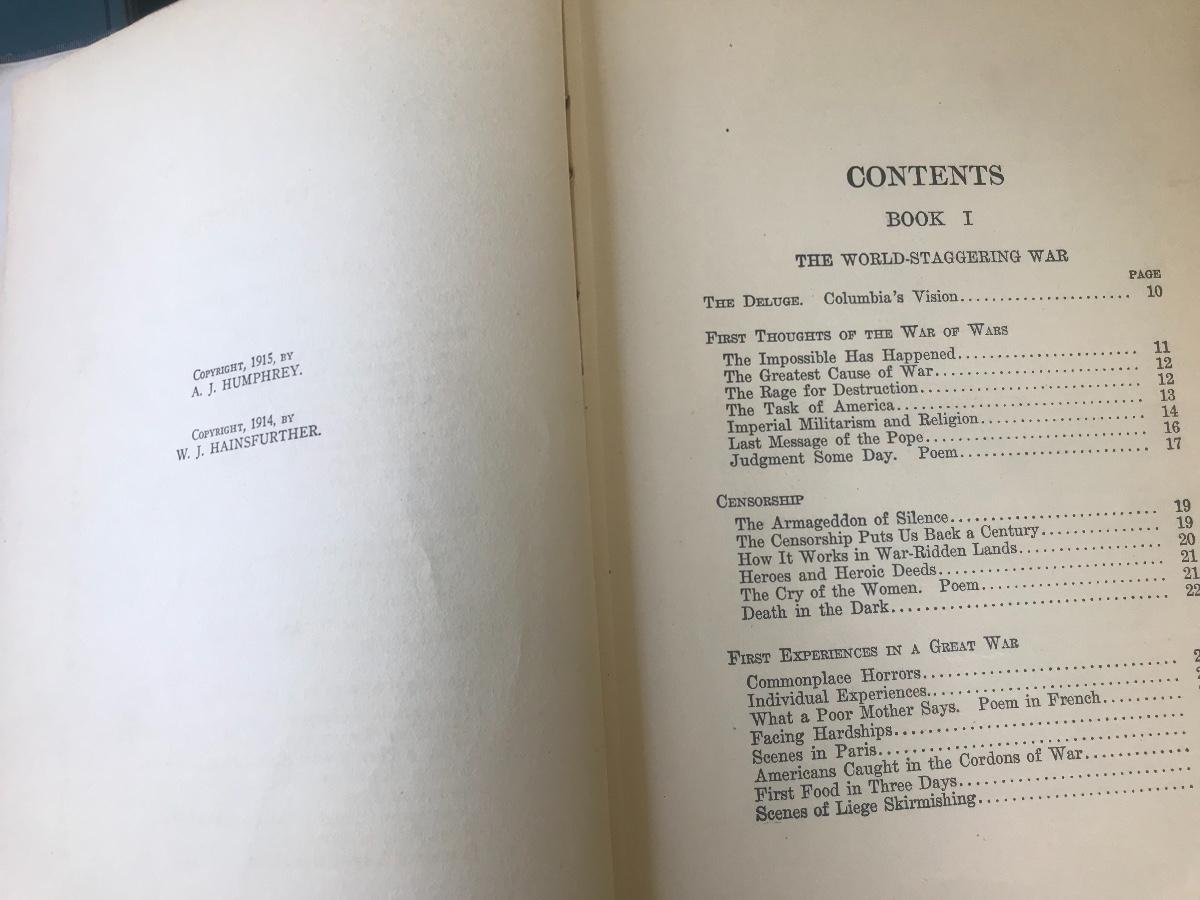 COPYRIGHT, 1915, BY
A. J. HUMPHREY.
COPYRIGHT, 1914, BY
W. J. HAINSFURTHER.
CONTENTS
BOOK I
THE WORLD-STAGGERING WAR
PAGE
THE DELUGE. Columbia's Vision...................... 10
FIRST THOUGHTS OF THE WAR OF WARS
The Impossible Has Happened....................... 11
The Greatest Cause of War.......................... 12
The Rage for Destruction............................ 12
The Task of America............................... 13
Imperial Militarism and Religion..................... 14
Last Message of the Pope............................ 16
Judgment Some Day. Poem........................ 17
CENSORSHIP
The Armageddon of Silence.......................... 19
The Censorship Puts Us Back a Century............... 19
How It Works in War-Ridden Lands.................. 20
Heroes and Heroic Deeds............................ 21
The Cry of the Women. Poem....................... 21
Death in the Dark................................... 22
FIRST EXPERIENCES IN A GREAT WAR
Commonplace Horrors................................
Individual Experiences...............................
What a Poor Mother Says. Poem in French..........
Facing Hardships.....................................
Scenes in Paris.......................................
Americans Caught in the Cordons of War.............
First Food in Three Days.............................
Scenes of Liege Skirmishing...........................